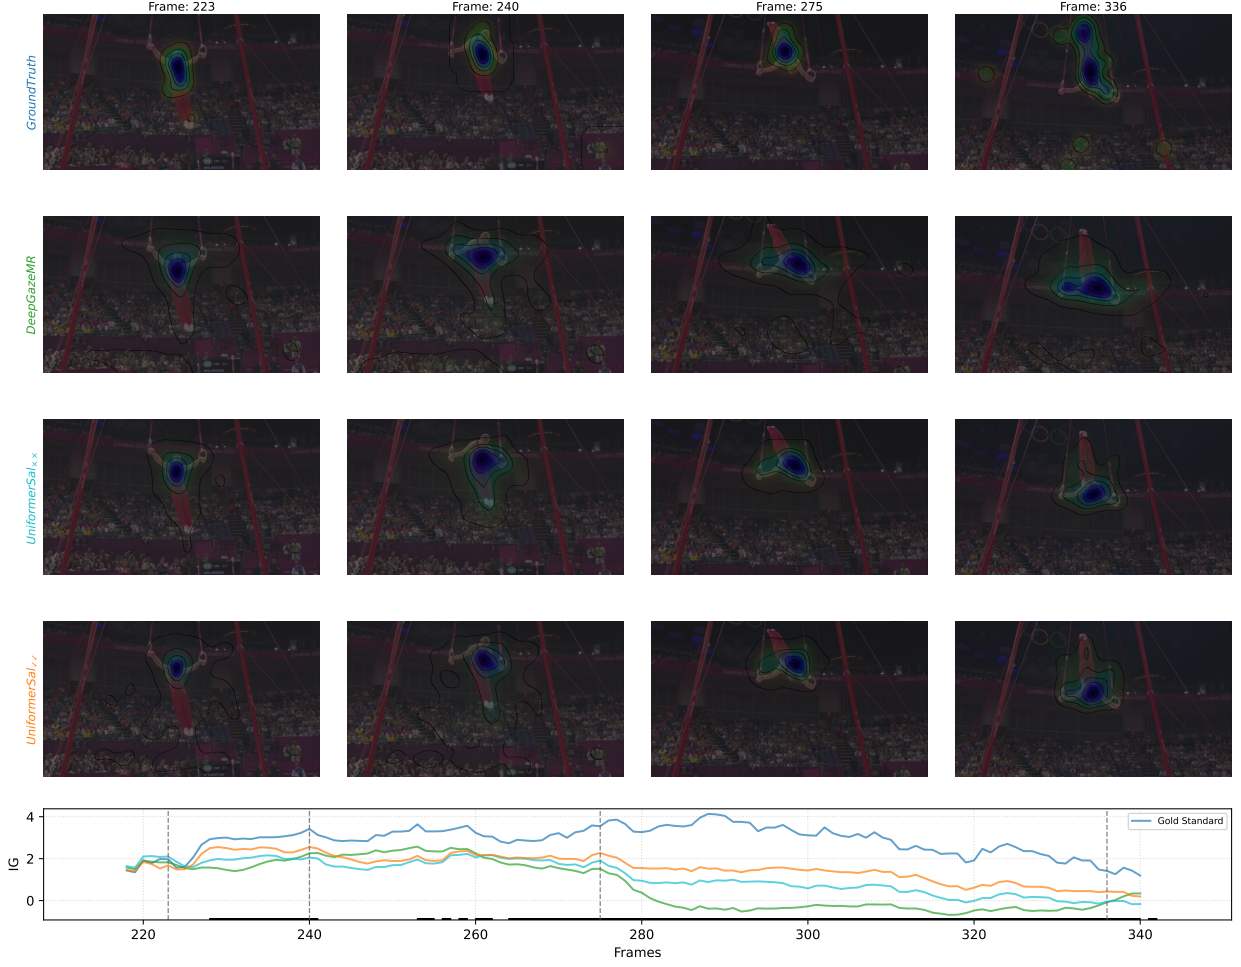 Frame: 223
Frame: 240
Frame: 275
Frame: 336
GroundTruth
DeepGazeMR
UniformerSal××
UniformerSal✓✓
4
2
0
IG
Gold Standard
220
240
260
280
300
320
340
Frames